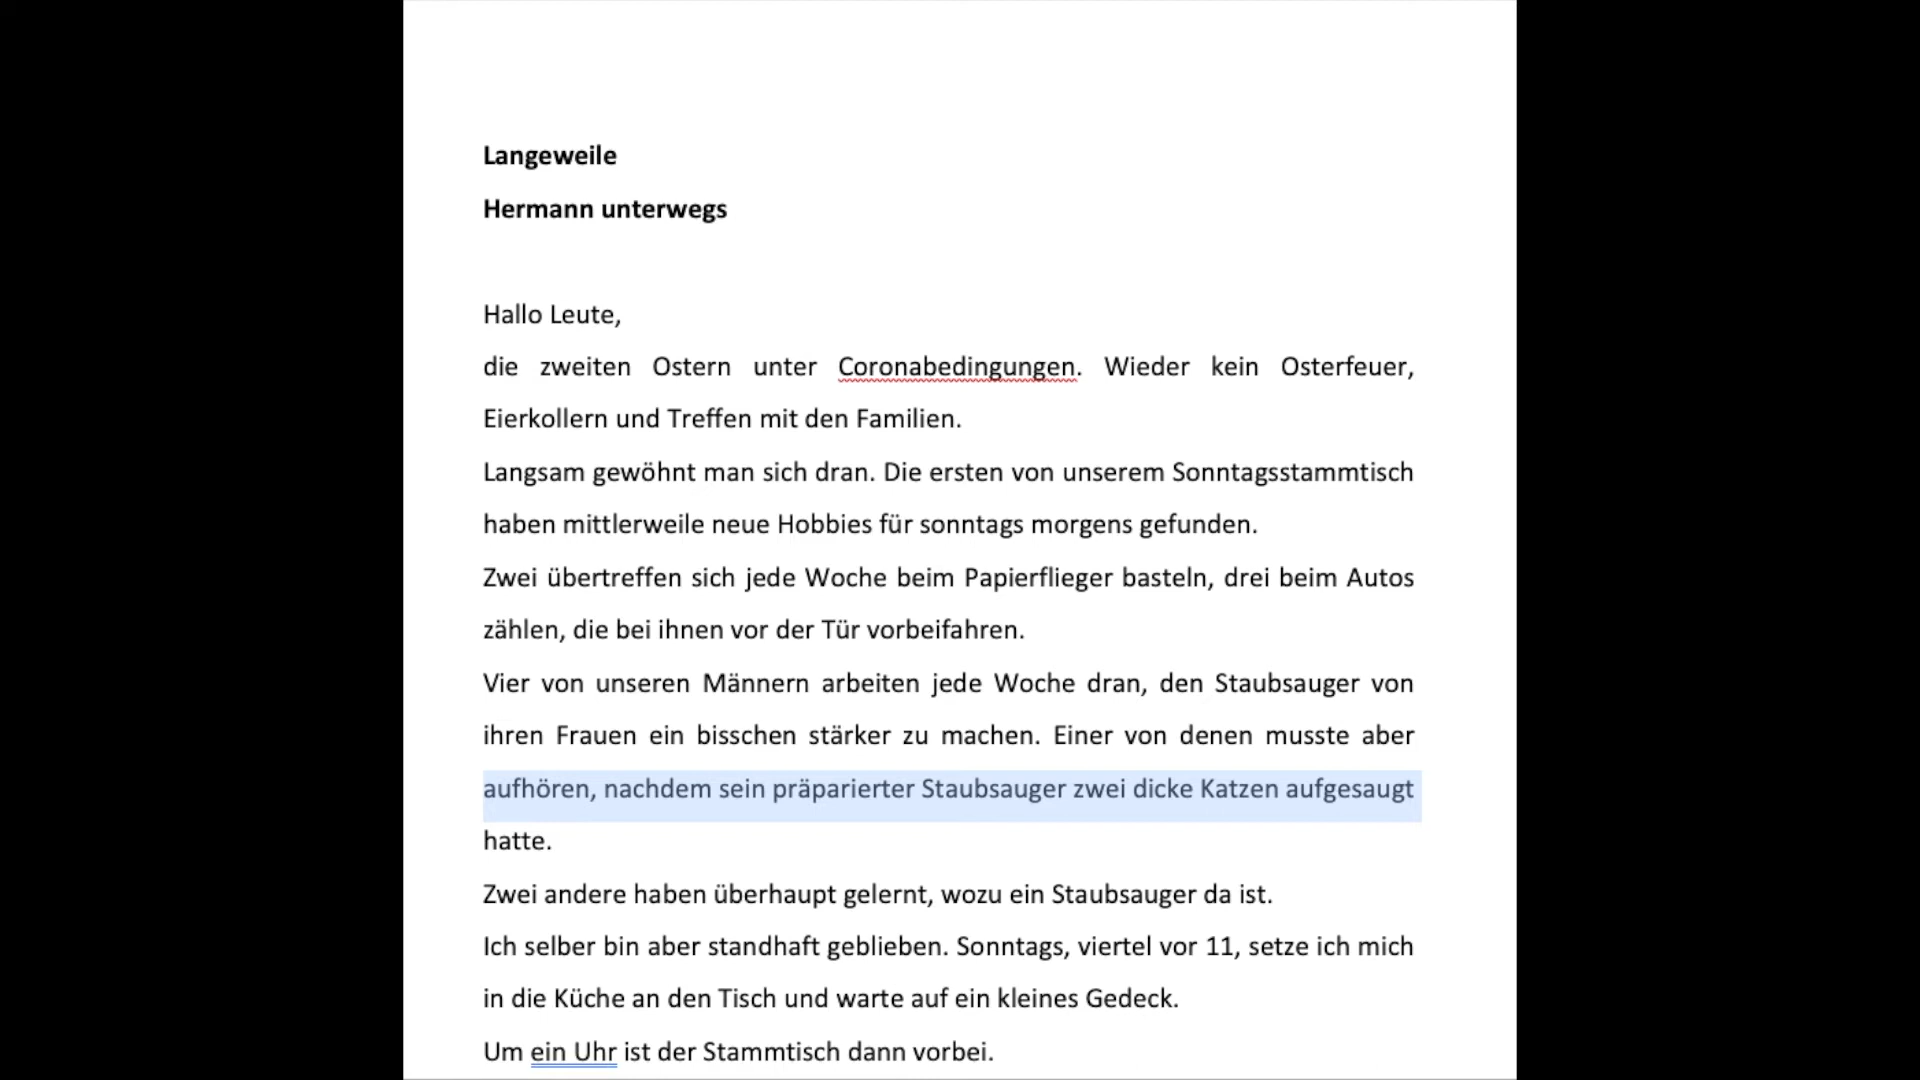 Langeweile
Hermann unterwegs
Hallo Leute,
die zweiten Ostern unter Coronabedingungen. Wieder kein Osterfeuer,
Eierkollern und Treffen mit den Familien.
Langsam gewöhnt man sich dran. Die ersten von unserem Sonntagsstammtisch
haben mittlerweile neue Hobbies für sonntags morgens gefunden.
Zwei übertreffen sich jede Woche beim Papierflieger basteln, drei beim Autos
zählen, die bei ihnen vor der Tür vorbeifahren.
Vier von unseren Männern arbeiten jede Woche dran, den Staubsauger von
ihren Frauen ein bisschen stärker zu machen. Einer von denen musste aber
aufhören, nachdem sein präparierter Staubsauger zwei dicke Katzen aufgesaugt
hatte.
Zwei andere haben überhaupt gelernt, wozu ein Staubsauger da ist.
Ich selber bin aber standhaft geblieben. Sonntags, viertel vor 11, setze ich mich
in die Küche an den Tisch und warte auf ein kleines Gedeck.
Um ein Uhr ist der Stammtisch dann vorbei.